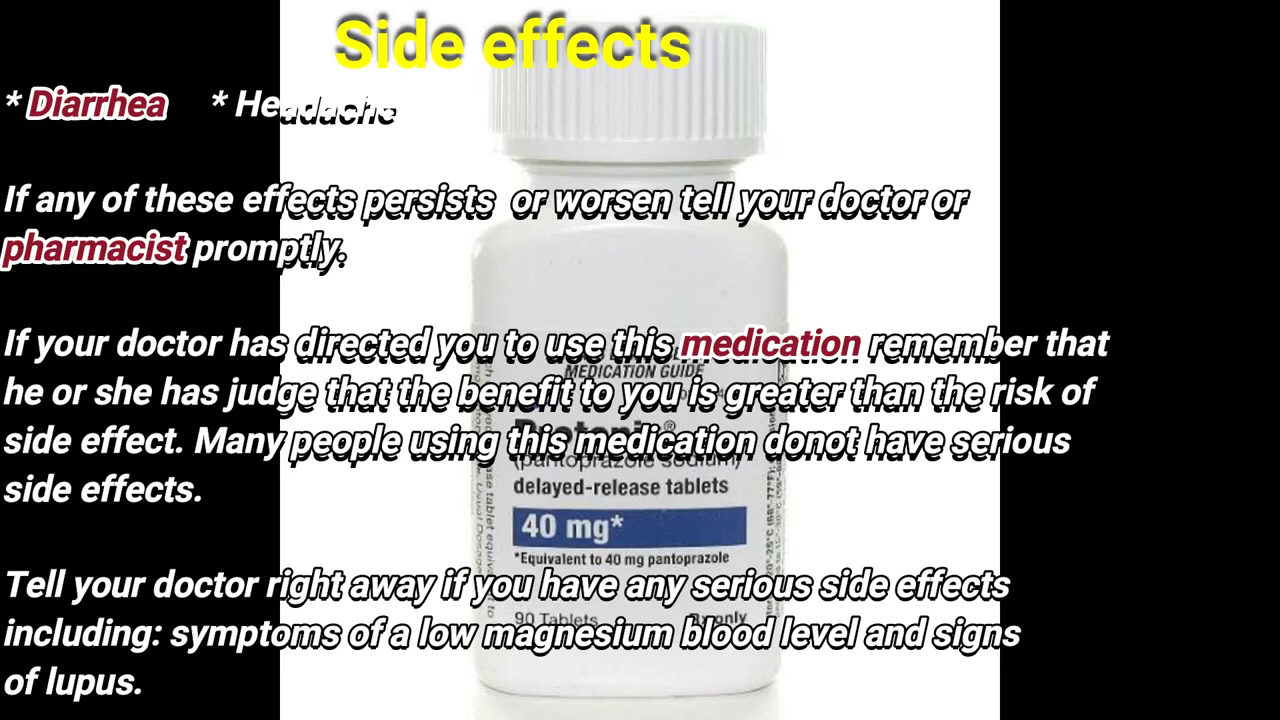 Side effects
* Diarrhea * Headache
If any of these effects persists or worsen tell your doctor or
pharmacist promptly.
If your doctor has directed you to use this medication remember that
MEDICATION GUIDE
he or she has judge that the benefit to you is greater than the risk of
side effect. Many people using this medication donot have serious
(pantoprazole sodium)
side effects.
delayed-release tablets
40 mg*
*Equivalent to 40 mg pantoprazole
Tell your doctor right away if you have any serious side effects
90 Tablets Rx only
including: symptoms of a low magnesium blood level and signs
of lupus.